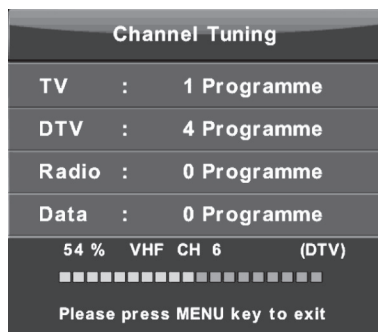 Channel Tuning
TV : 1 Programme
DTV : 4 Programme
Radio : 0 Programme
Data : 0 Programme
54 % VHF CH 6 (DTV)
Please press MENU key to exit